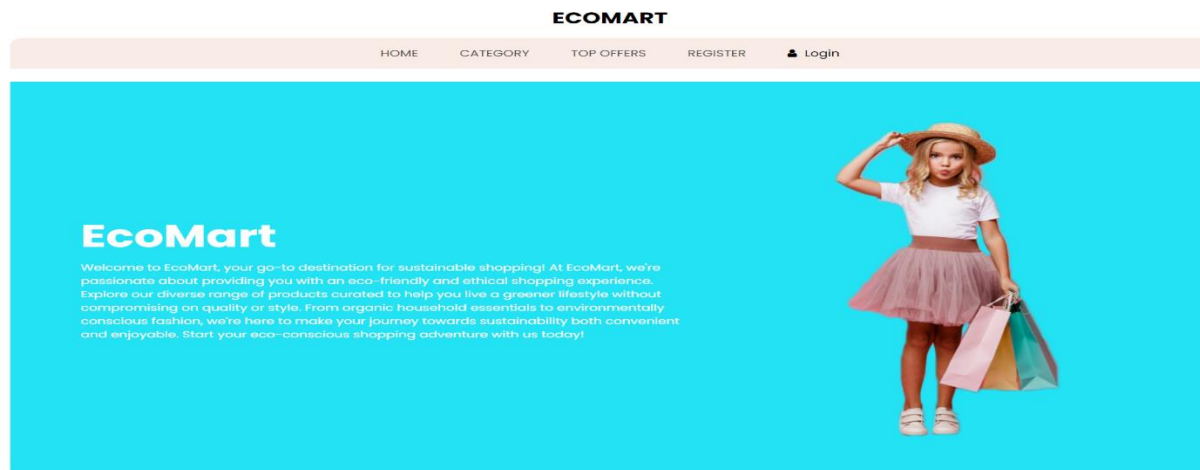 ECOMART
HOME CATEGORY TOP OFFERS REGISTER Login
EcoMart
Welcome to EcoMart, your go-to destination for sustainable shopping! At EcoMart, we're
passionate about providing you with an eco-friendly and ethical shopping experience.
Explore our diverse range of products curated to help you live a greener lifestyle without
compromising on quality or style. From organic household essentials to environmentally
conscious fashion, we're here to make your journey towards sustainability both convenient
and enjoyable. Start your eco-conscious shopping adventure with us today!